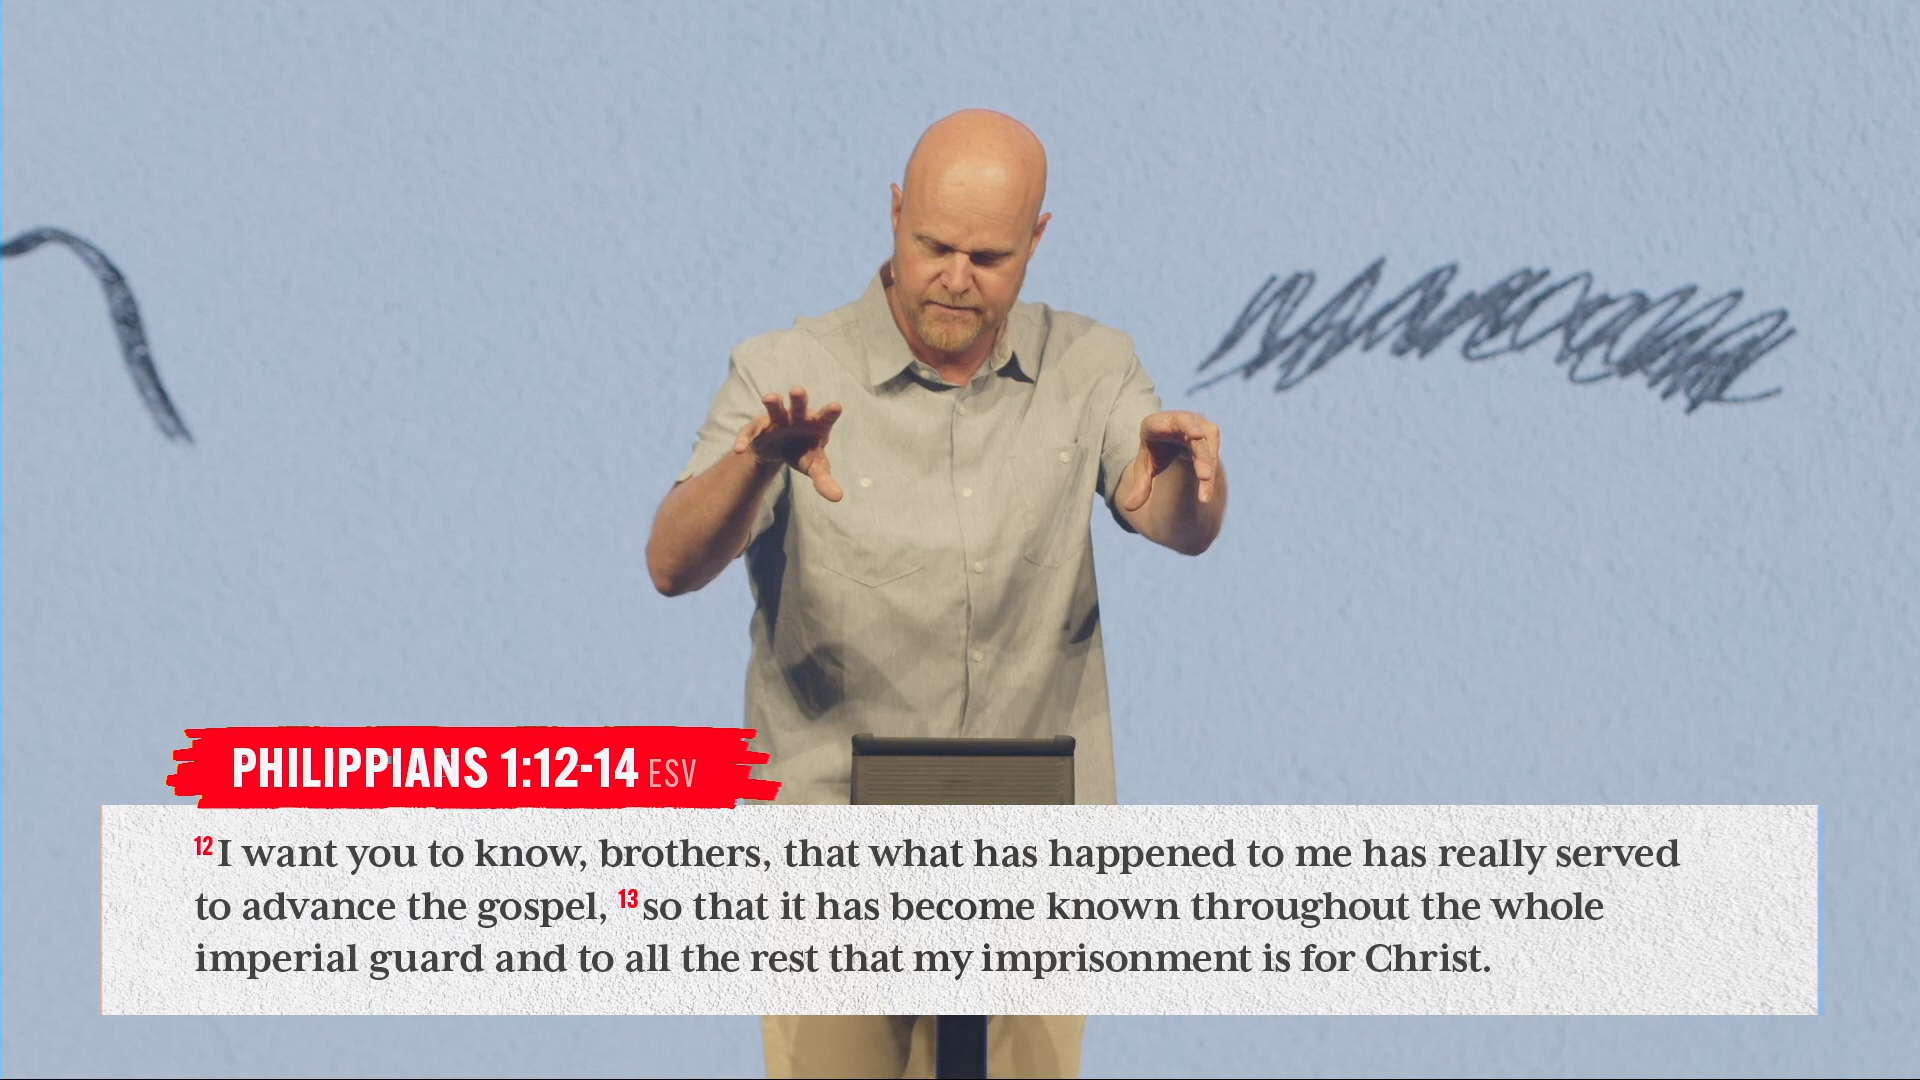 PHILIPPIANS 1:12-14 ESV
12 I want you to know, brothers, that what has happened to me has really served
to advance the gospel, 13 so that it has become known throughout the whole
imperial guard and to all the rest that my imprisonment is for Christ.